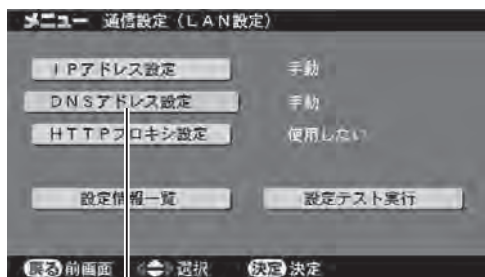 メニュー 通信設定（LAN設定）
IPアドレス設定 手動
DNSアドレス設定 手動
HTTPプロキシ設定 使用しない
設定情報一覧 設定テスト実行
戻る 前画面 選択 決定 決定